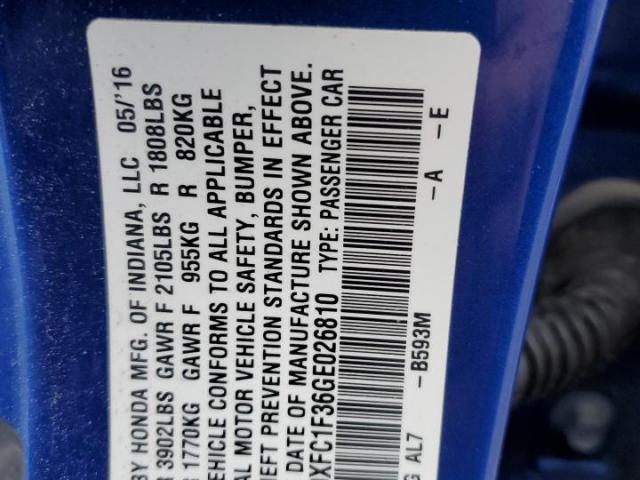 BY HONDA MFG. OF INDIANA, LLC 05/'16
3902LBS GAWR F 2105LBS R 1808LBS
1770KG GAWR F 955KG R 820KG
VEHICLE CONFORMS TO ALL APPLICABLE
MOTOR VEHICLE SAFETY, BUMPER,
THEFT PREVENTION STANDARDS IN EFFECT
DATE OF MANUFACTURE SHOWN ABOVE.
XFC1F36GE026810 TYPE: PASSENGER CAR
-B593M -A -E
AL7